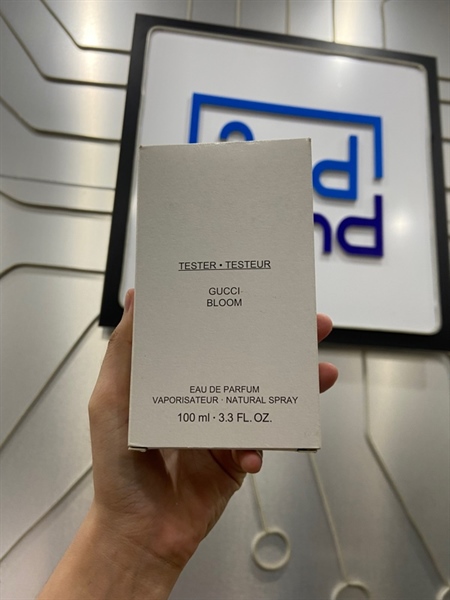 TESTER • TESTEUR
GUCCI
BLOOM
EAU DE PARFUM
VAPORISATEUR · NATURAL SPRAY
100 ml · 3.3 FL. OZ.